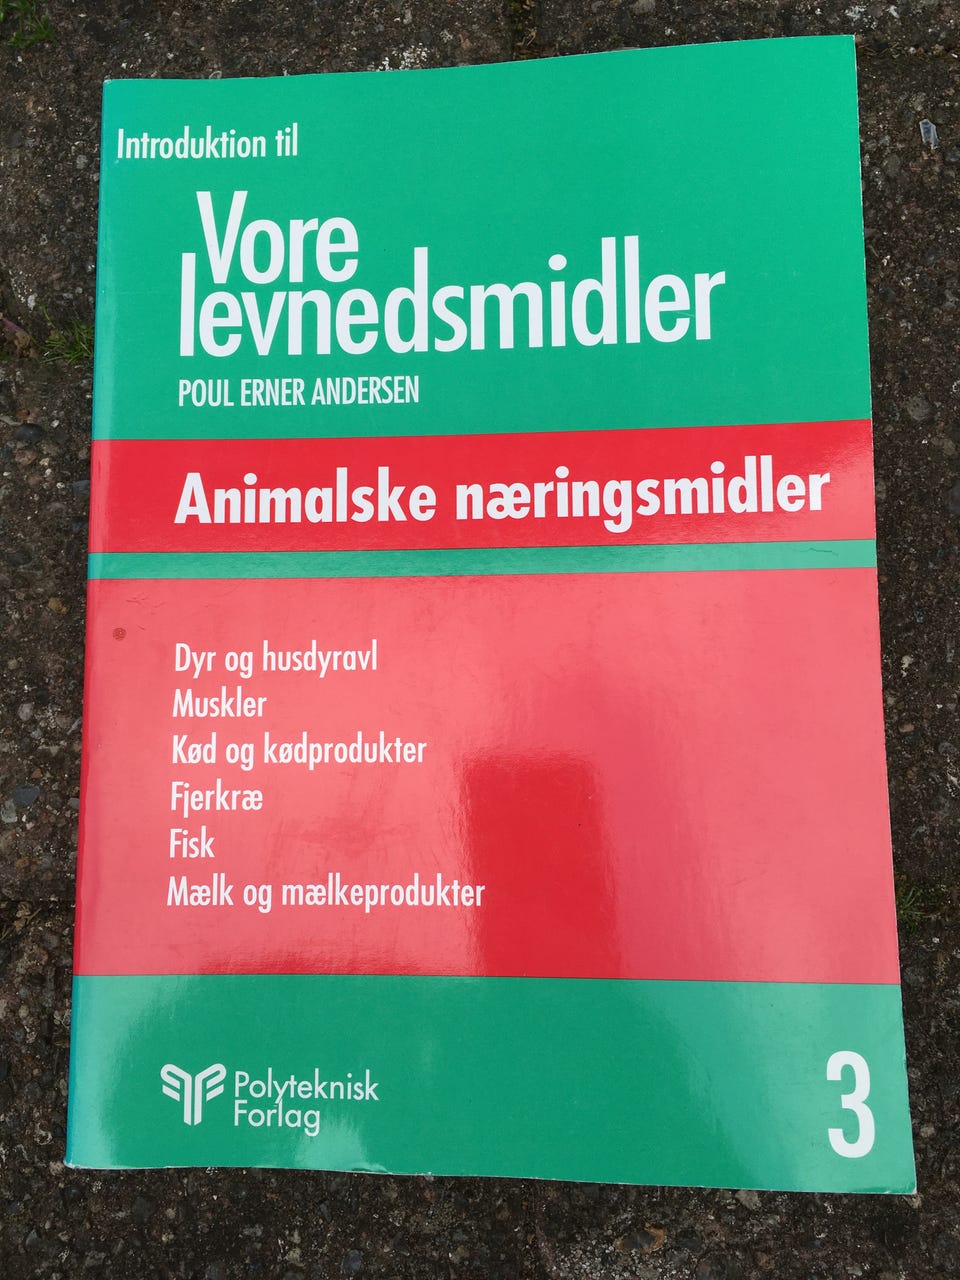 Introduktion til
Vore
levnedsmidler
POUL ERNER ANDERSEN
Animalske næringsmidler
Dyr og husdyravl
Muskler
Kød og kødprodukter
Fjerkræ
Fisk
Mælk og mælkeprodukter
Polyteknisk
Forlag
3